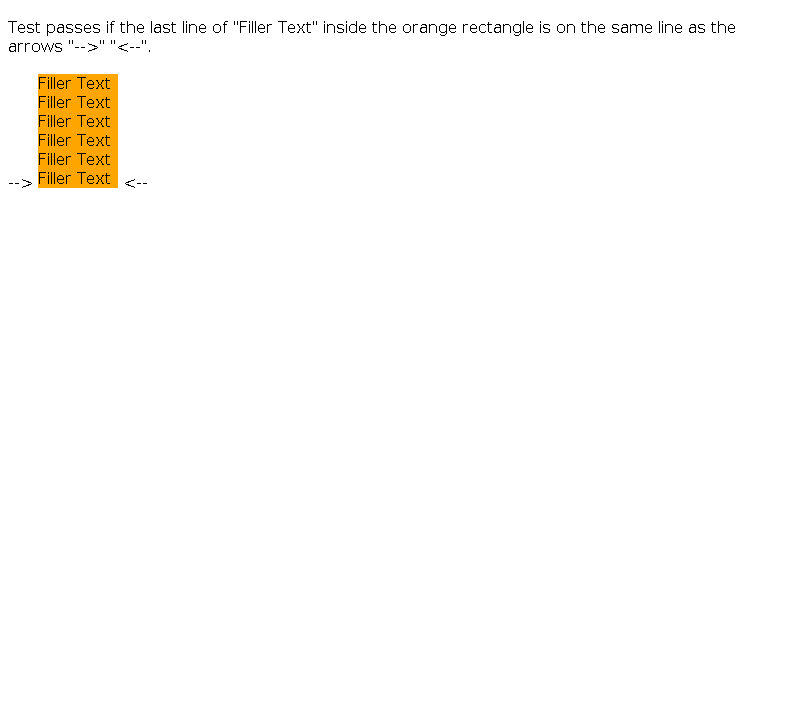 Test passes if the last line of "Filler Text" inside the orange rectangle is on the same line as the
arrows "-->" "<--".
Filler Text
Filler Text
Filler Text
Filler Text
Filler Text
--> Filler Text <--